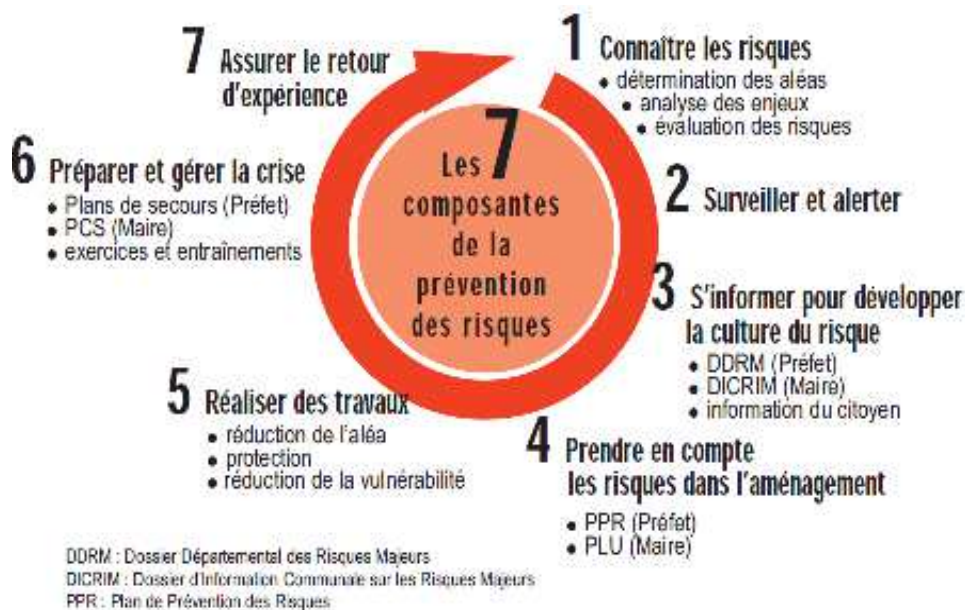 1 Connaître les risques
• détermination des aléas
• analyse des enjeux
• évaluation des risques
2 Surveiller et alerter
3 S'informer pour développer
la culture du risque
• DDRM (Préfet)
• DICRIM (Maire)
• information du citoyen
4 Prendre en compte
les risques dans l'aménagement
• PPR (Préfet)
• PLU (Maire)
5 Réaliser des travaux
• réduction de l'aléa
• protection
• réduction de la vulnérabilité
6 Préparer et gérer la crise
• Plans de secours (Préfet)
• PCS (Maire)
• exercices et entraînements
7 Assurer le retour
d'expérience
Les 7
composantes
de la
prévention
des risques
DDRM : Dossier Départemental des Risques Majeurs
DICRIM : Dossier d'Information Communale sur les Risques Majeurs
PPR : Plan de Prévention des Risques